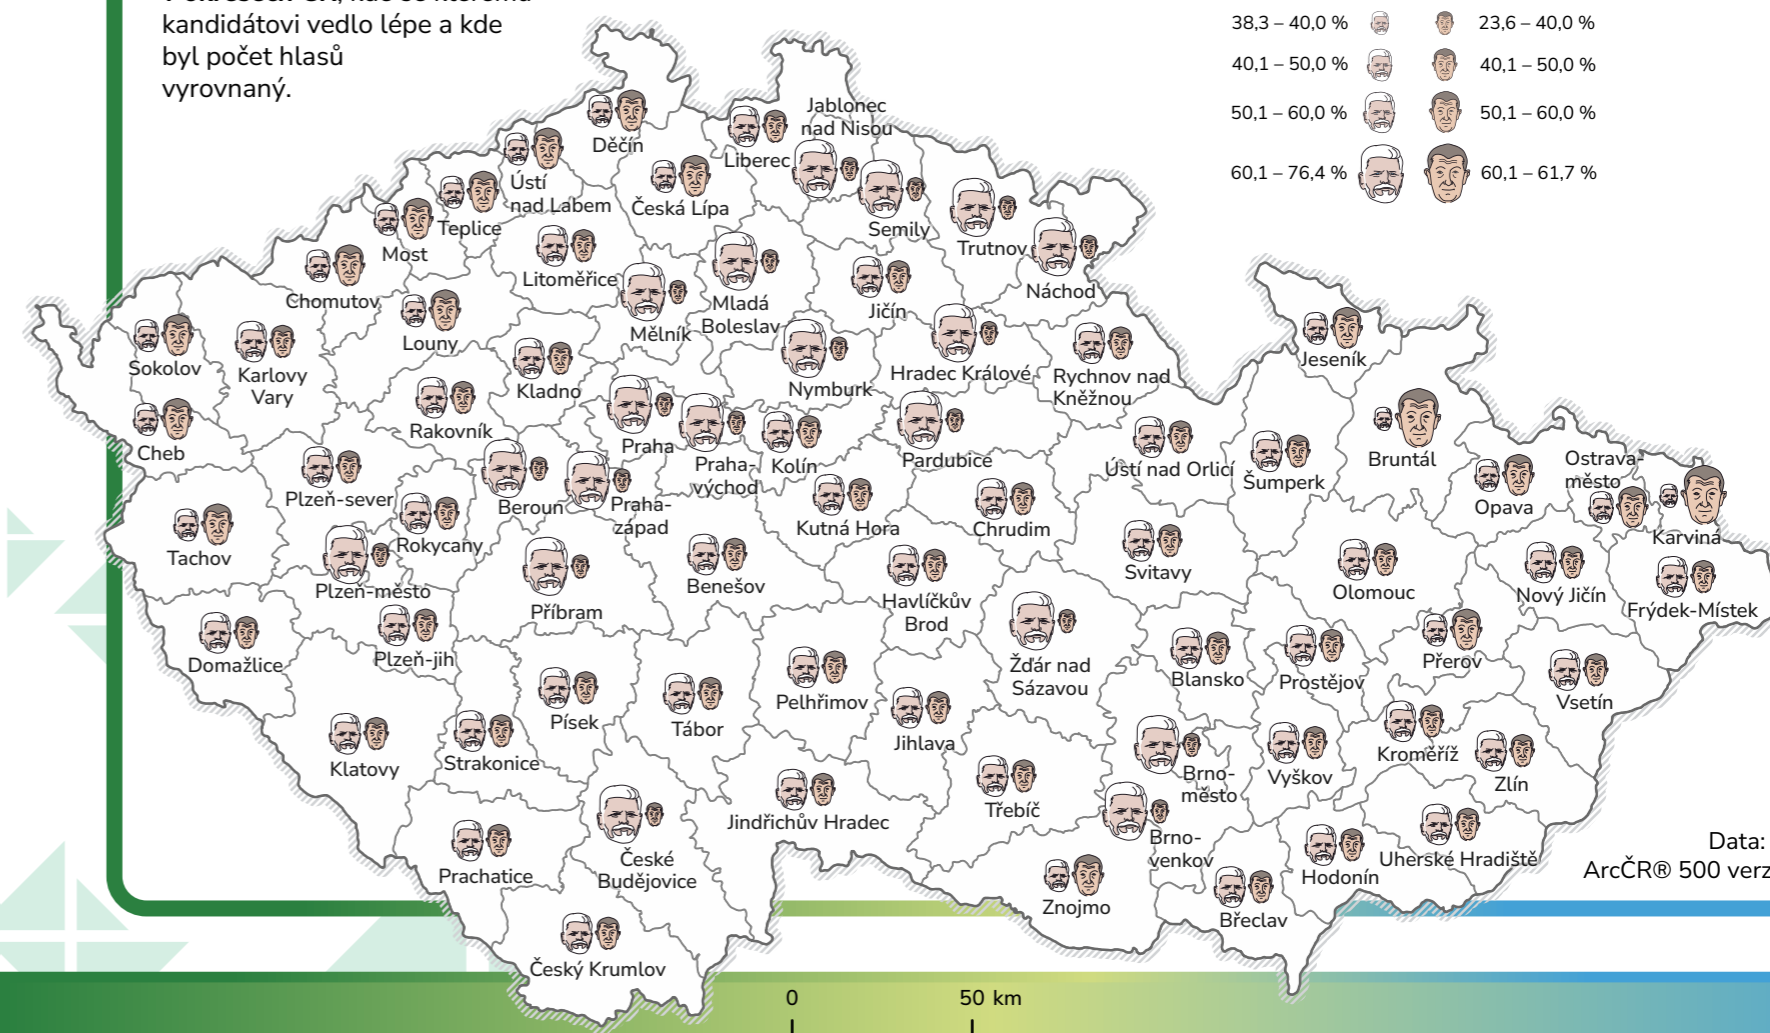 kandidátovi vedlo lépe a kde
byl počet hlasů
vyrovnaný.
38,3 – 40,0 % 23,6 – 40,0 %
40,1 – 50,0 % 40,1 – 50,0 %
50,1 – 60,0 % 50,1 – 60,0 %
60,1 – 76,4 % 60,1 – 61,7 %
Děčín
Jablonec
nad Nisou
Liberec
Ústí
nad Labem
Česká Lípa
Teplice
Semily
Most
Trutnov
Litoměřice
Náchod
Chomutov
Mladá
Boleslav
Jičín
Mělník
Louny
Sokolov
Karlovy
Vary
Jeseník
Kladno
Nymburk
Hradec Králové
Rychnov nad
Kněžnou
Rakovník
Praha
Cheb
Praha-
východ
Kolín
Pardubice
Ústí nad Orlicí
Šumperk
Bruntál
Ostrava-
město
Plzeň-sever
Beroun
Praha-
západ
Kutná Hora
Chrudim
Opava
Karviná
Tachov
Rokycany
Plzeň-město
Příbram
Benešov
Havlíčkův
Brod
Svitavy
Olomouc
Nový Jičín
Frýdek-Místek
Domažlice
Plzeň-jih
Žďár nad
Sázavou
Blansko
Prostějov
Přerov
Písek
Tábor
Pelhřimov
Jihlava
Vsetín
Klatovy
Strakonice
Brno-
město
Vyškov
Kroměříž
Zlín
Třebíč
Jindřichův Hradec
Brno-
venkov
České
Budějovice
Prachatice
Uherské Hradiště
Hodonín
Znojmo
Břeclav
Český Krumlov
Data:
ArcČR® 500 verz
0 50 km